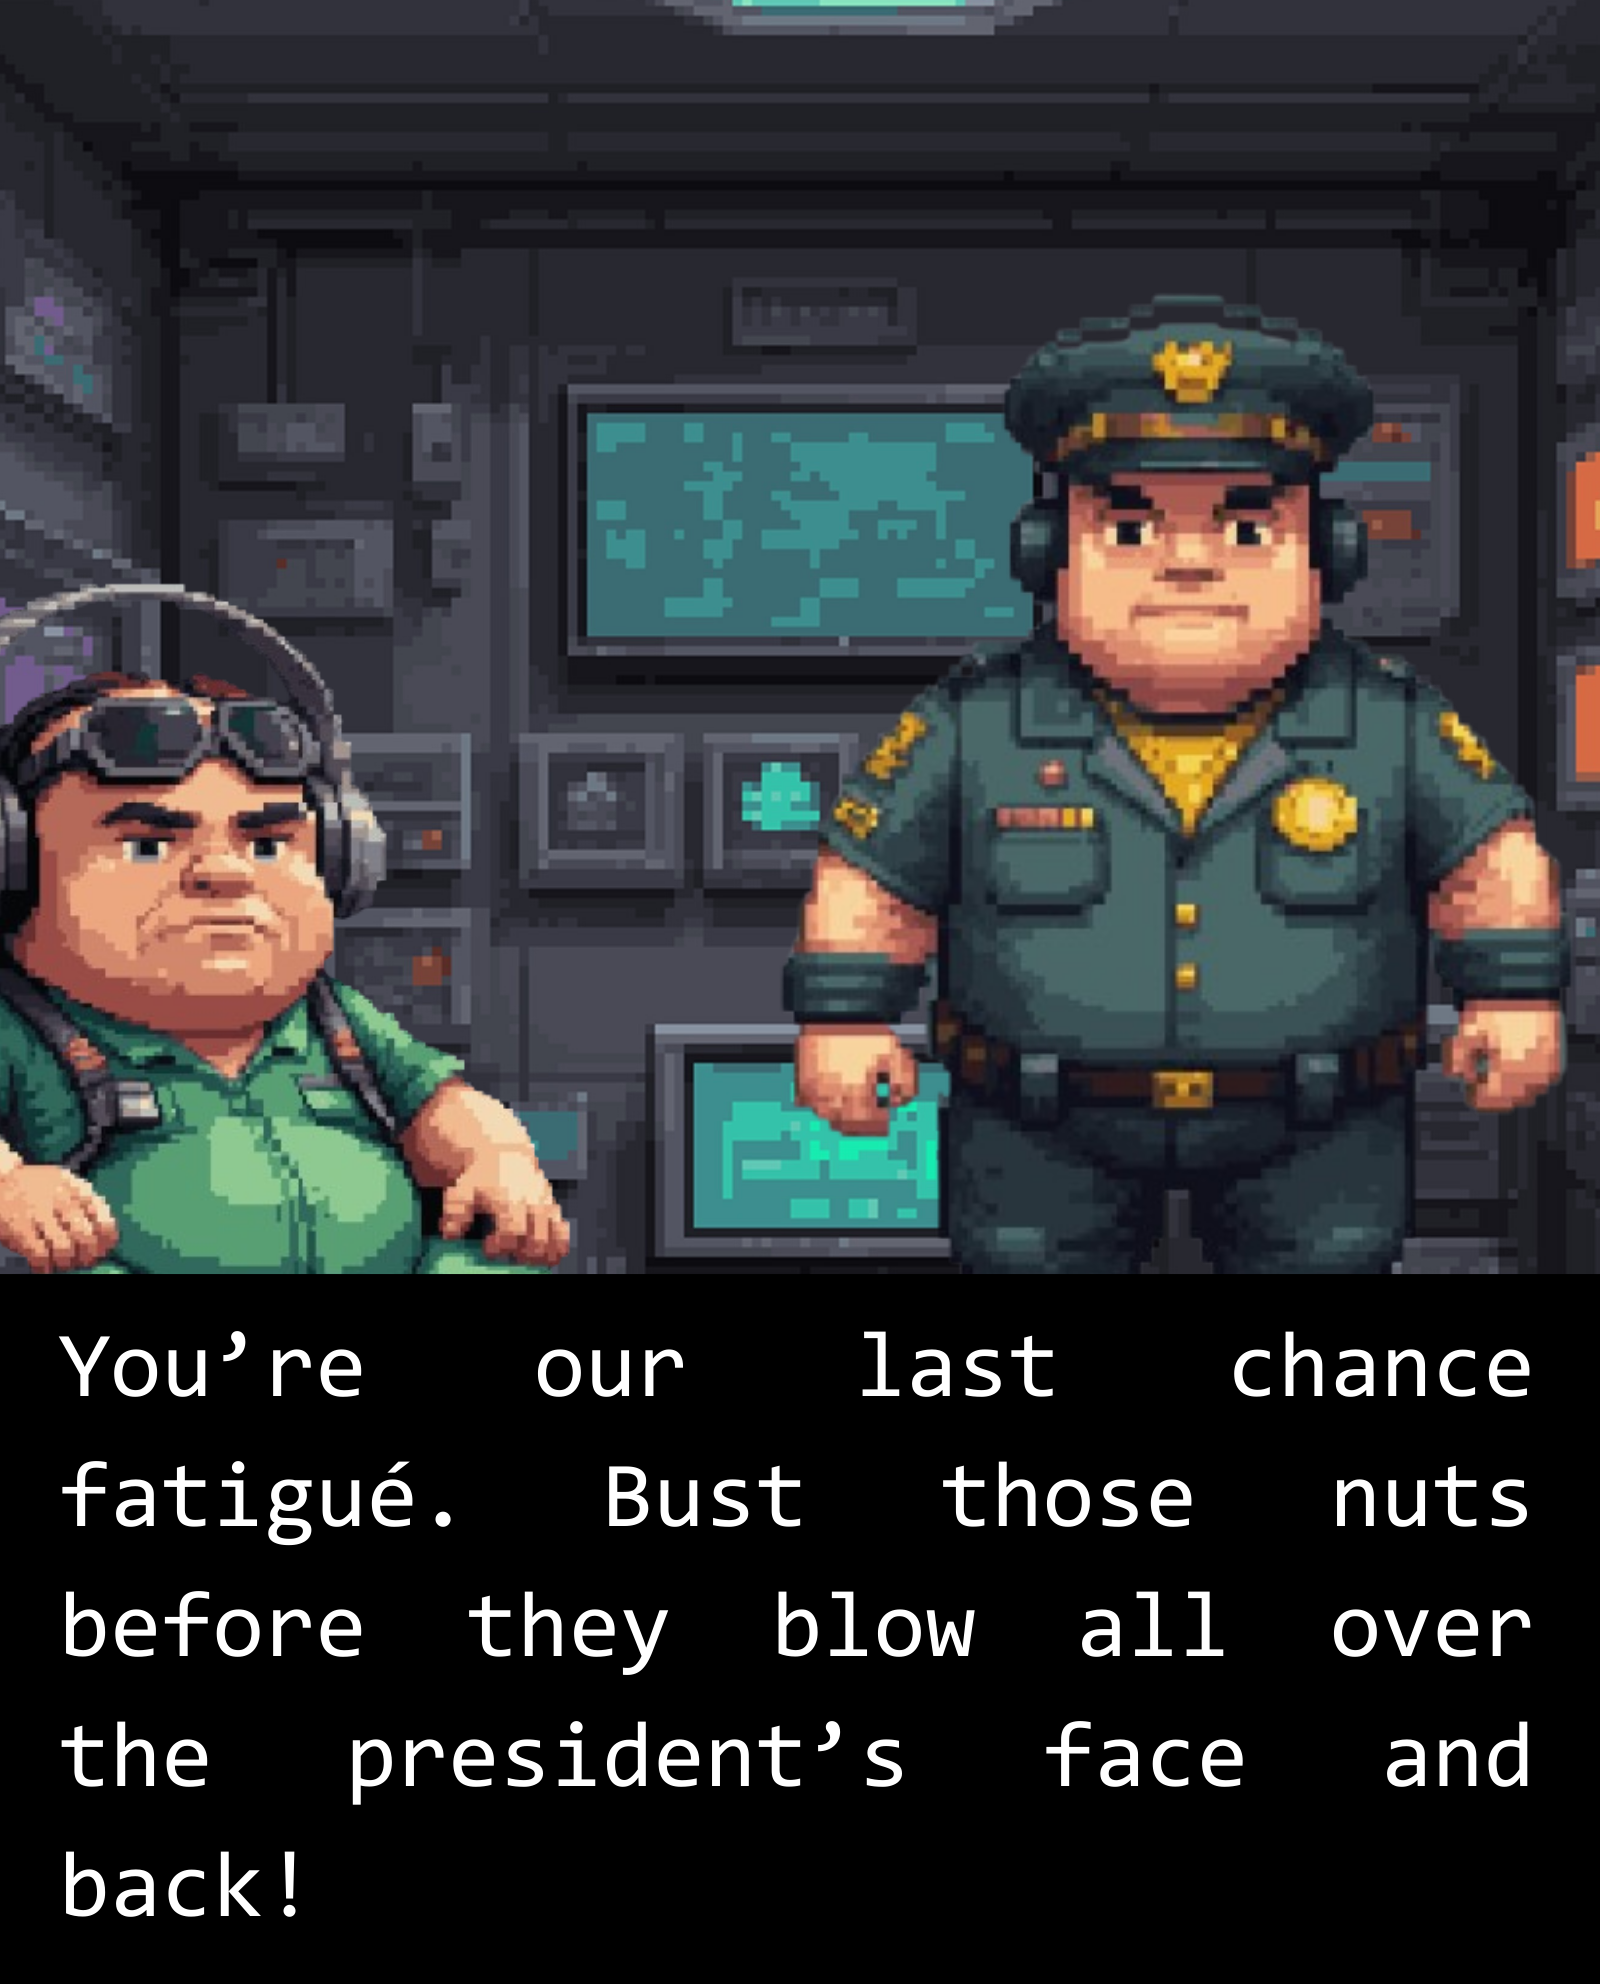 You’re our last chance
fatigué. Bust those nuts
before they blow all over
the president’s face and
back!